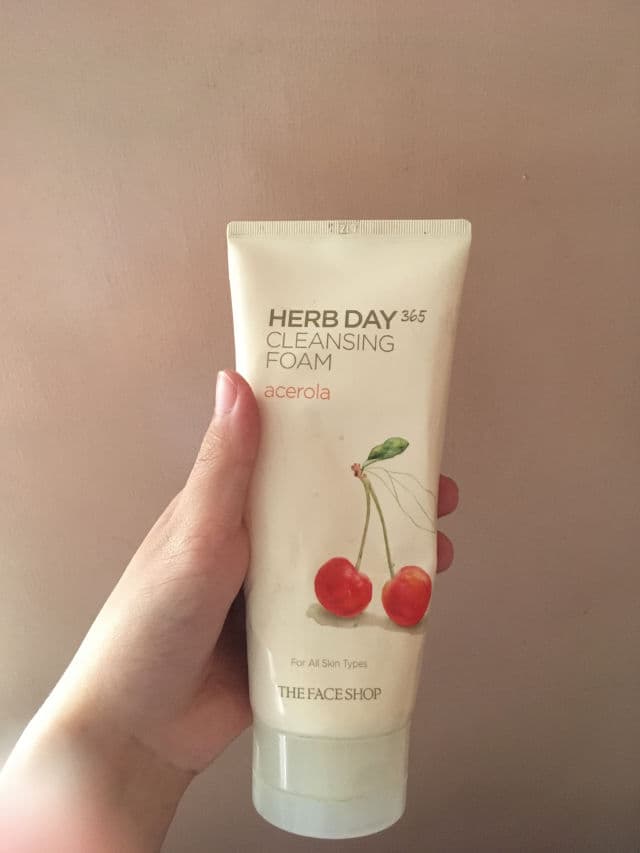 HERB DAY 365
CLEANSING
FOAM
acerola
For All Skin Types
THE FACE SHOP